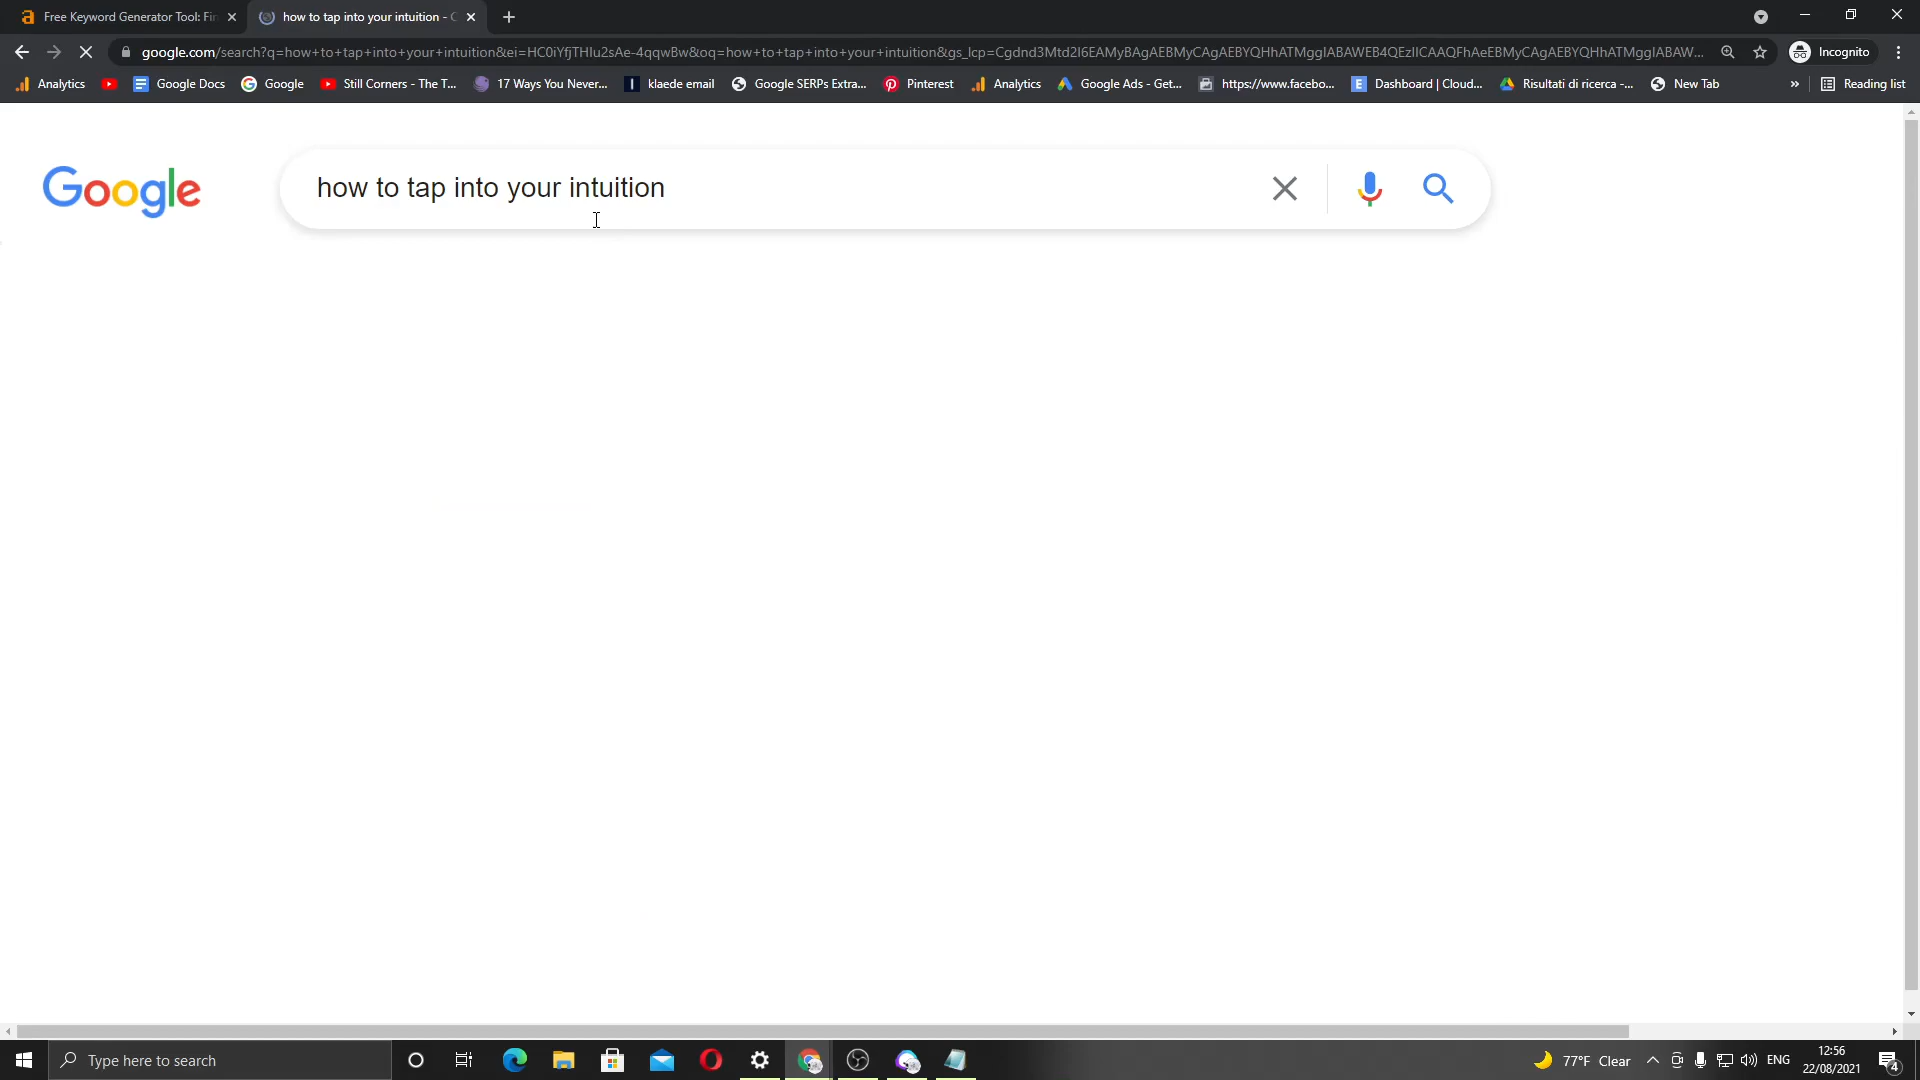 Free Keyword Generator Tool: Fin
how to tap into your intuition - G
google.com/search?q=how+to+tap+into+your+intuition&ei=HC0iYfjTHIu2sAe-4qqwBw&oq=how+to+tap+into+your+intuition&gs_lcp=Cgdnd3Mtd2l6EAMyBAgAEBMyCAgAEBYQHhATMggIABAWEB4QEzIICAAQFhAeEBMyCAgAEBYQHhATMggIABAW...
Incognito
Analytics
Google Docs
Google
Still Corners - The T...
17 Ways You Never...
klaede email
Google SERPs Extra...
Pinterest
Analytics
Google Ads - Get...
https://www.facebo...
Dashboard | Cloud...
Risultati di ricerca -...
New Tab
»
Reading list
Google
how to tap into your intuition
Type here to search
77°F Clear
ENG
12:56
22/08/2021
4